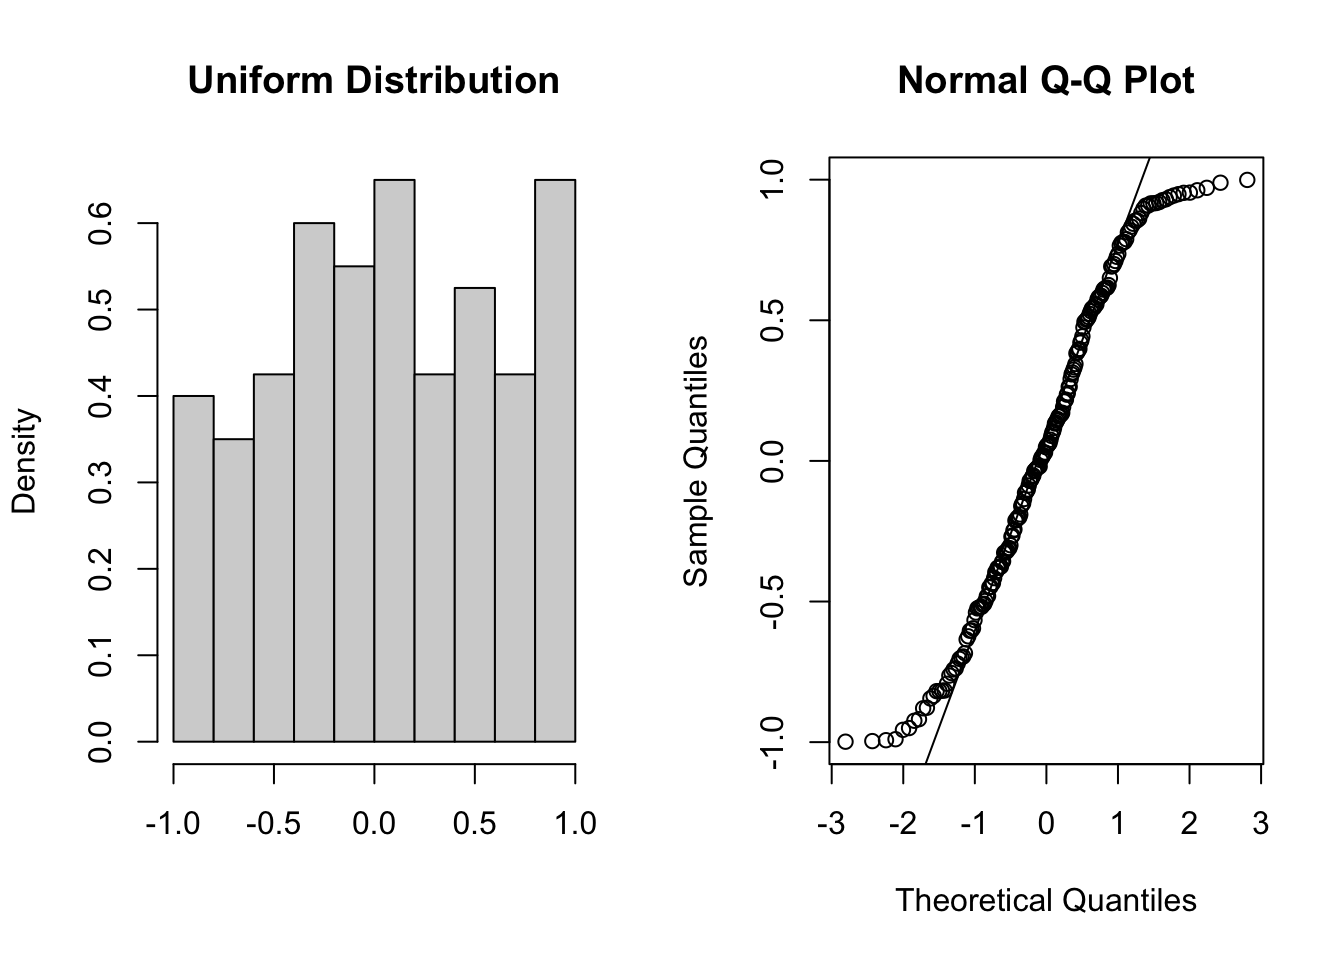 Uniform Distribution
Density
0.0 0.1 0.2 0.3 0.4 0.5 0.6
-1.0 -0.5 0.0 0.5 1.0
Normal Q-Q Plot
Sample Quantiles
-1.0 -0.5 0.0 0.5 1.0
-3 -2 -1 0 1 2 3
Theoretical Quantiles